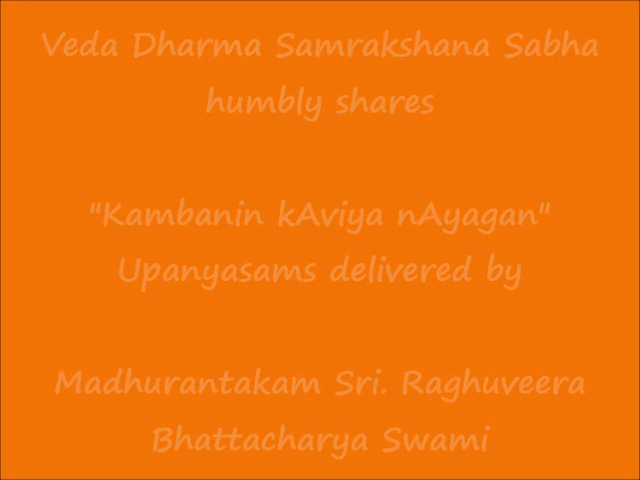 Veda Dharma Samrakshana Sabha
humbly shares
"Kambanin kAviya nAyagan"
Upanyasams delivered by
Madhurantakam Sri. Raghuveera
Bhattacharya Swami